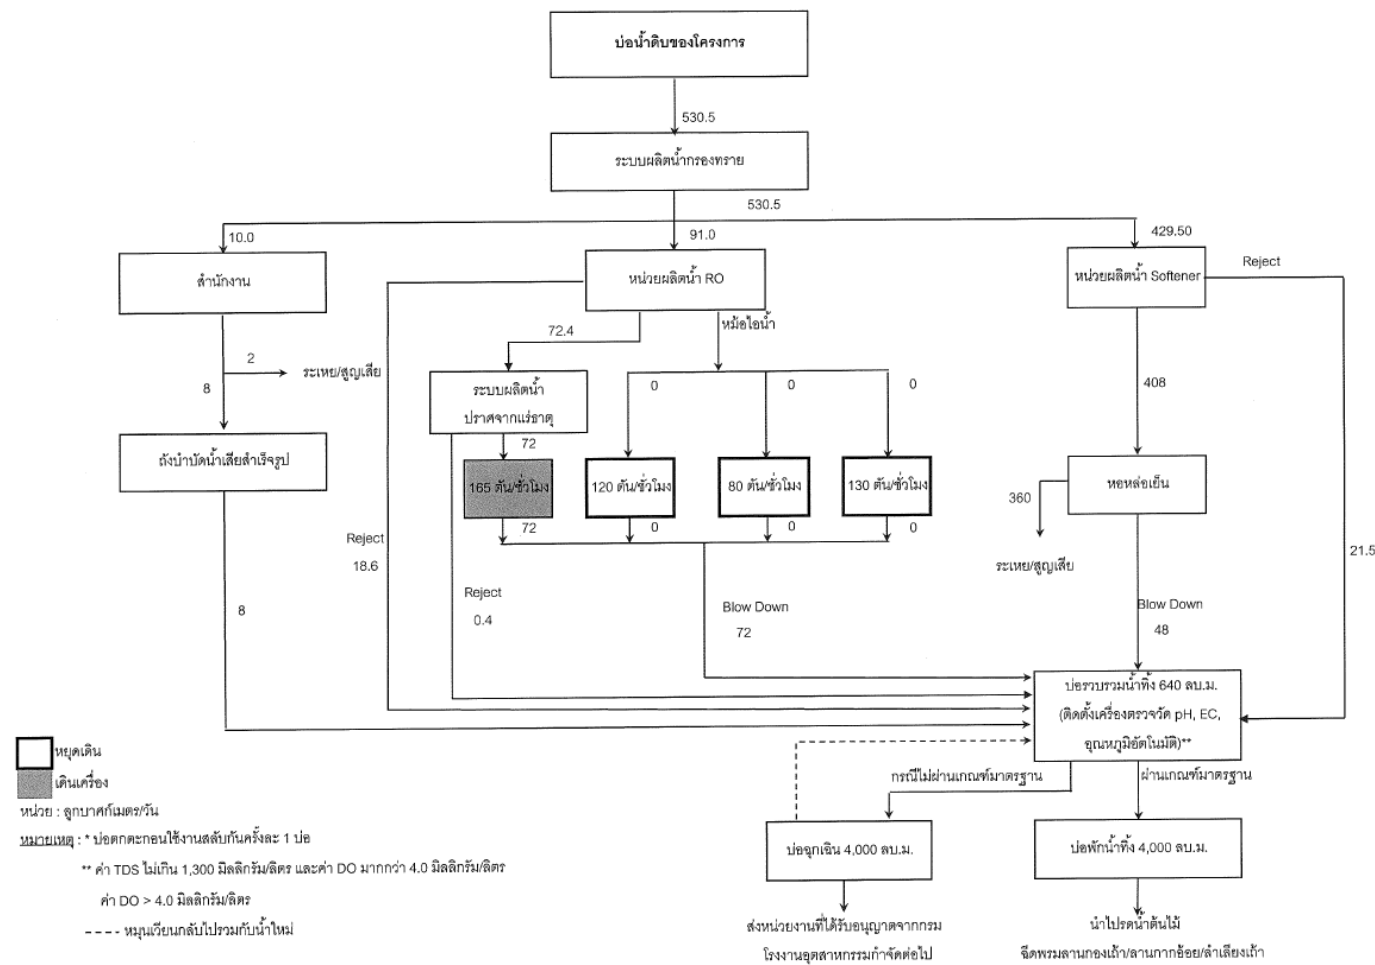 บ่อน้ำดิบของโครงการ
530.5
ระบบผลิตน้ำกรองทราย
530.5
10.0
91.0
429.50
สำนักงาน
หน่วยผลิตน้ำ RO
หน่วยผลิตน้ำ Softener
Reject
72.4
หม้อไอน้ำ
2
ระเหย/สูญเสีย
8
ระบบผลิตน้ำ
ปราศจากแร่ธาตุ
0
0
0
408
72
ถังบำบัดน้ำเสียสำเร็จรูป
165 ตัน/ชั่วโมง
120 ตัน/ชั่วโมง
80 ตัน/ชั่วโมง
130 ตัน/ชั่วโมง
หอหล่อเย็น
360
72
0
0
0
Reject
18.6
ระเหย/สูญเสีย
21.5
Reject
0.4
8
Blow Down
72
Blow Down
48
บ่อรวบรวมน้ำทิ้ง 640 ลบ.ม.
(ติดตั้งเครื่องตรวจวัด pH, EC,
อุณหภูมิอัตโนมัติ)**
หยุดเดิน
เดินเครื่อง
กรณีไม่ผ่านเกณฑ์มาตรฐาน
ผ่านเกณฑ์มาตรฐาน
หน่วย : ลูกบาศก์เมตร/วัน
หมายเหตุ : * บ่อตกตะกอนใช้งานสลับกันครั้งละ 1 บ่อ
** ค่า TDS ไม่เกิน 1,300 มิลลิกรัม/ลิตร และค่า DO มากกว่า 4.0 มิลลิกรัม/ลิตร
ค่า DO > 4.0 มิลลิกรัม/ลิตร
---- หมุนเวียนกลับไปรวมกับน้ำใหม่
บ่อฉุกเฉิน 4,000 ลบ.ม.
บ่อพักน้ำทิ้ง 4,000 ลบ.ม.
ส่งหน่วยงานที่ได้รับอนุญาตจากกรม
โรงงานอุตสาหกรรมกำจัดต่อไป
นำไปรดน้ำต้นไม้
ฉีดพรมลานกองเถ้า/ลานกากอ้อย/ลำเลียงเถ้า